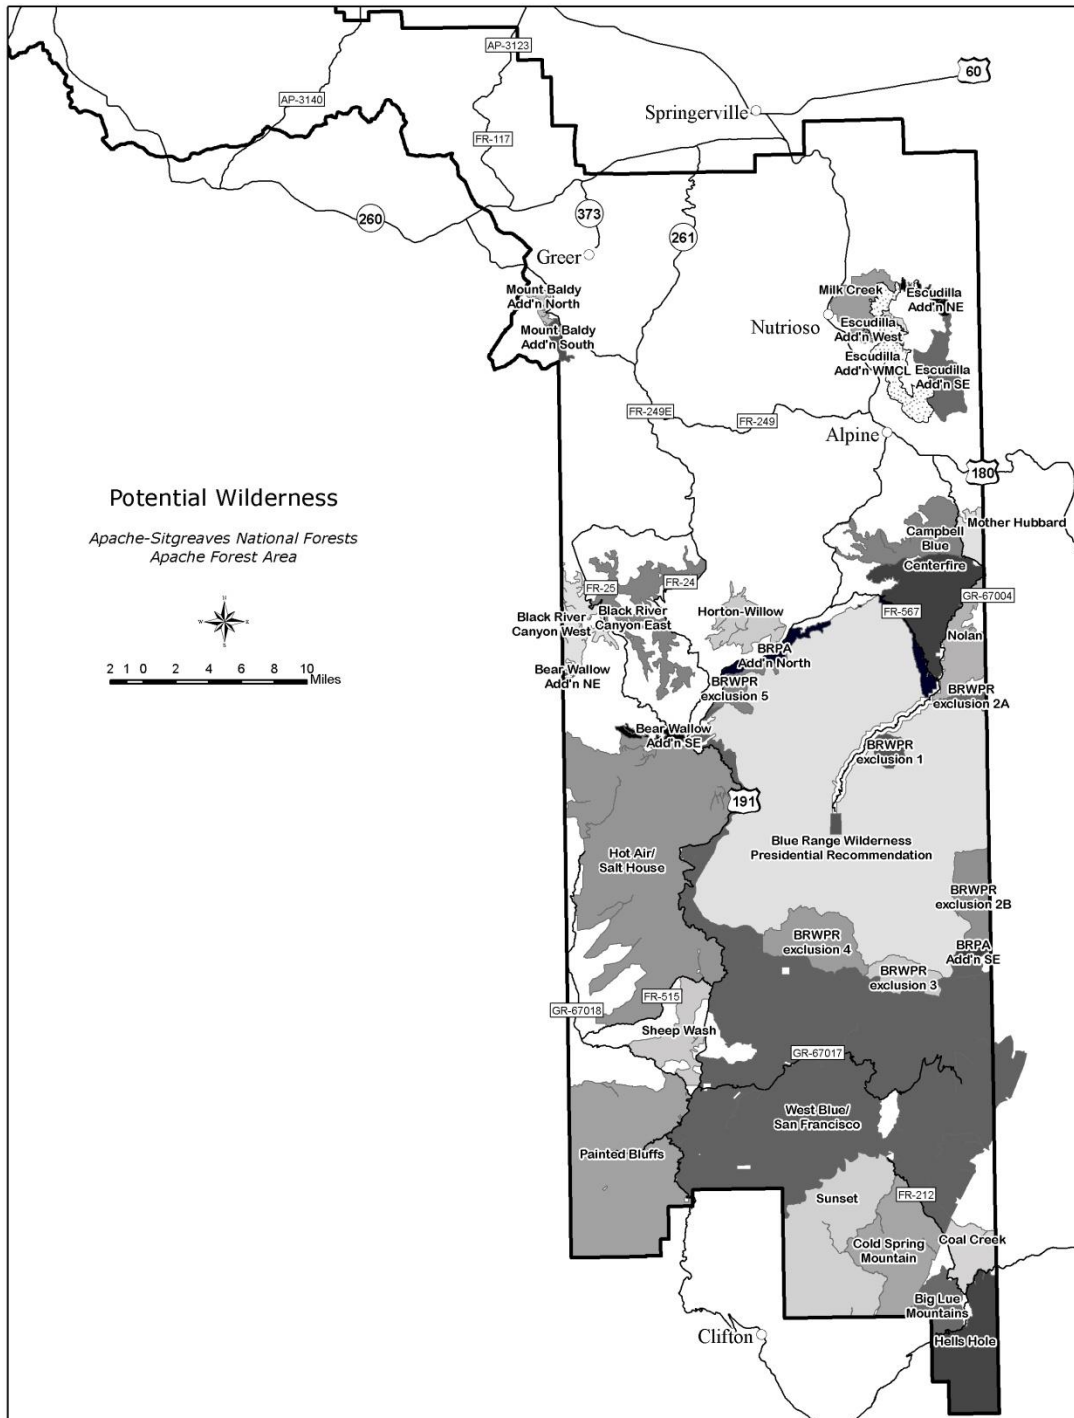 AP-3123
60
AP-3140
Springerville
FR-117
260
373
261
Greer
Mount Baldy
Add'n North
Milk Creek
Escudilla
Add'n NE
Nutrioso
Mount Baldy
Add'n South
Escudilla
Add'n West
Escudilla
Add'n WMCL
Escudilla
Add'n SE
FR-249E
FR-249
Alpine
180
Potential Wilderness
Apache-Sitgreaves National Forests
Apache Forest Area
N
W
E
S
2 1 0 2 4 6 8 10
Miles
Mother Hubbard
Campbell
Blue
Centerfire
FR-25
FR-24
GR-67004
Black River
Canyon West
Black River
Canyon East
Horton-Willow
FR-567
Nolan
BRPA
Add'n North
Bear Wallow
Add'n NE
BRWPR
exclusion 5
BRWPR
exclusion 2A
Bear Wallow
Add'n SE
BRWPR
exclusion 1
191
Blue Range Wilderness
Presidential Recommendation
Hot Air/
Salt House
BRWPR
exclusion 2B
BRWPR
exclusion 4
BRPA
Add'n SE
BRWPR
exclusion 3
FR-515
GR-67018
Sheep Wash
GR-67017
West Blue/
San Francisco
Painted Bluffs
Sunset
FR-212
Cold Spring
Mountain
Coal Creek
Big Lue
Mountains
Clifton
Hells Hole